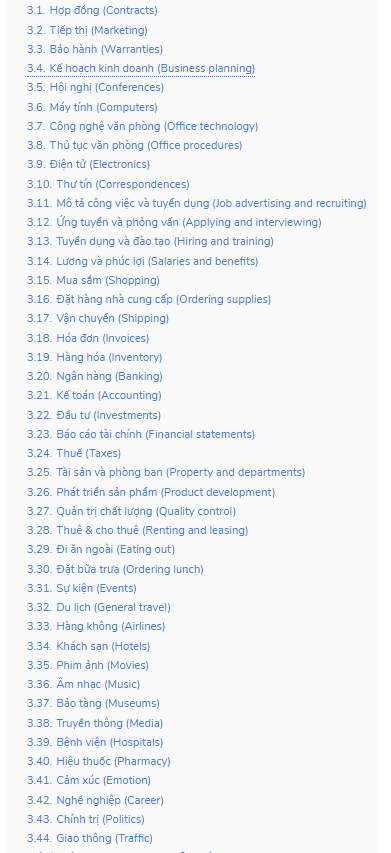 3.1. Hợp đồng (Contracts)
3.2. Tiếp thị (Marketing)
3.3. Bảo hành (Warranties)
3.4. Kế hoạch kinh doanh (Business planning)
3.5. Hội nghị (Conferences)
3.6. Máy tính (Computers)
3.7. Công nghệ văn phòng (Office technology)
3.8. Thủ tục văn phòng (Office procedures)
3.9. Điện tử (Electronics)
3.10. Thư tín (Correspondences)
3.11. Mô tả công việc và tuyển dụng (Job advertising and recruiting)
3.12. Ứng tuyển và phỏng vấn (Applying and interviewing)
3.13. Tuyển dụng và đào tạo (Hiring and training)
3.14. Lương và phúc lợi (Salaries and benefits)
3.15. Mua sắm (Shopping)
3.16. Đặt hàng nhà cung cấp (Ordering supplies)
3.17. Vận chuyển (Shipping)
3.18. Hóa đơn (Invoices)
3.19. Hàng hóa (Inventory)
3.20. Ngân hàng (Banking)
3.21. Kế toán (Accounting)
3.22. Đầu tư (Investments)
3.23. Báo cáo tài chính (Financial statements)
3.24. Thuế (Taxes)
3.25. Tài sản và phòng ban (Property and departments)
3.26. Phát triển sản phẩm (Product development)
3.27. Quản trị chất lượng (Quality control)
3.28. Thuê & cho thuê (Renting and leasing)
3.29. Đi ăn ngoài (Eating out)
3.30. Đặt bữa trưa (Ordering lunch)
3.31. Sự kiện (Events)
3.32. Du lịch (General travel)
3.33. Hàng không (Airlines)
3.34. Khách sạn (Hotels)
3.35. Phim ảnh (Movies)
3.36. Âm nhạc (Music)
3.37. Bảo tàng (Museums)
3.38. Truyền thông (Media)
3.39. Bệnh viện (Hospitals)
3.40. Hiệu thuốc (Pharmacy)
3.41. Cảm xúc (Emotion)
3.42. Nghề nghiệp (Career)
3.43. Chính trị (Politics)
3.44. Giao thông (Traffic)